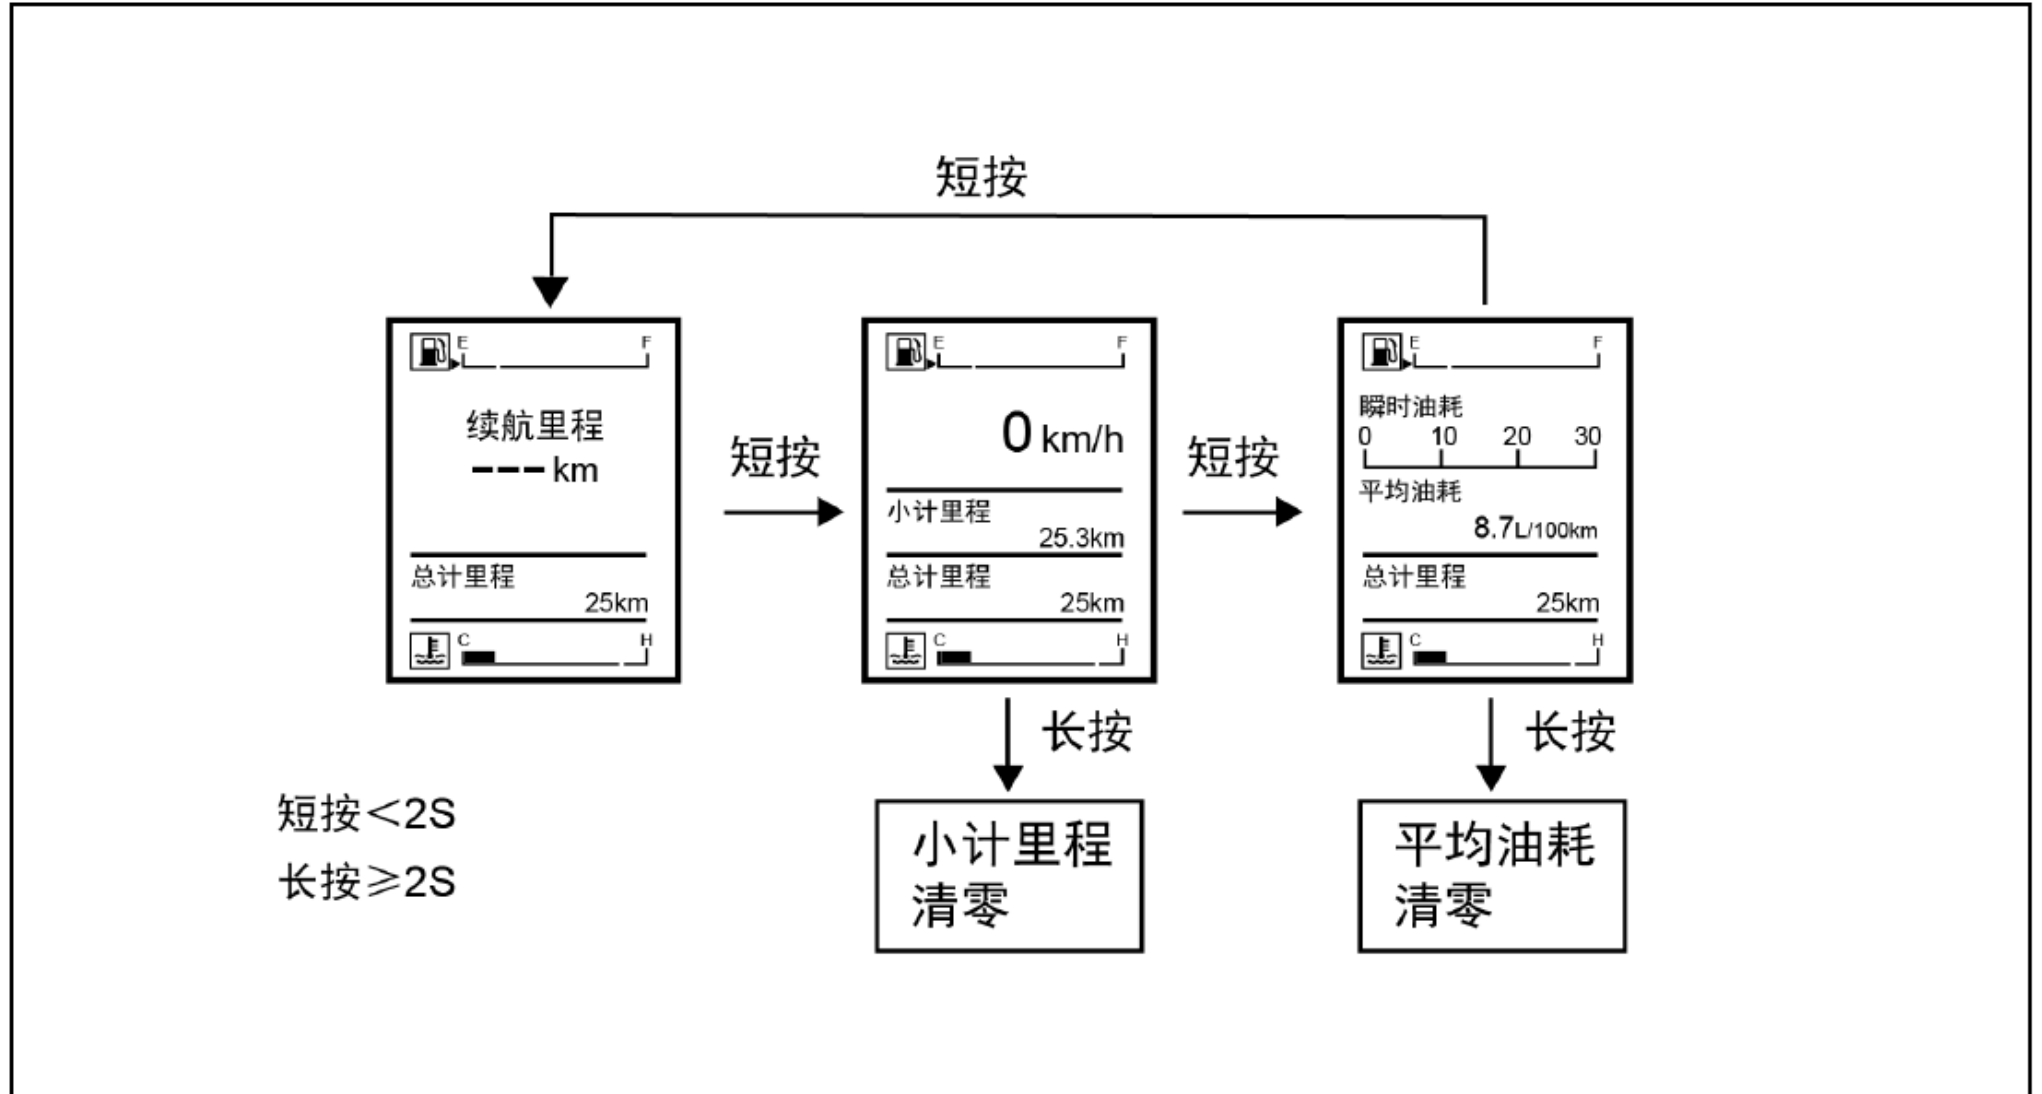 短按
E F
续航里程
--- km
总计里程
25km
C H
短按
E F
0 km/h
小计里程
25.3km
总计里程
25km
C H
短按
E F
瞬时油耗
0 10 20 30
平均油耗
8.7L/100km
总计里程
25km
C H
长按
长按
小计里程
清零
平均油耗
清零
短按＜2S
长按≥2S